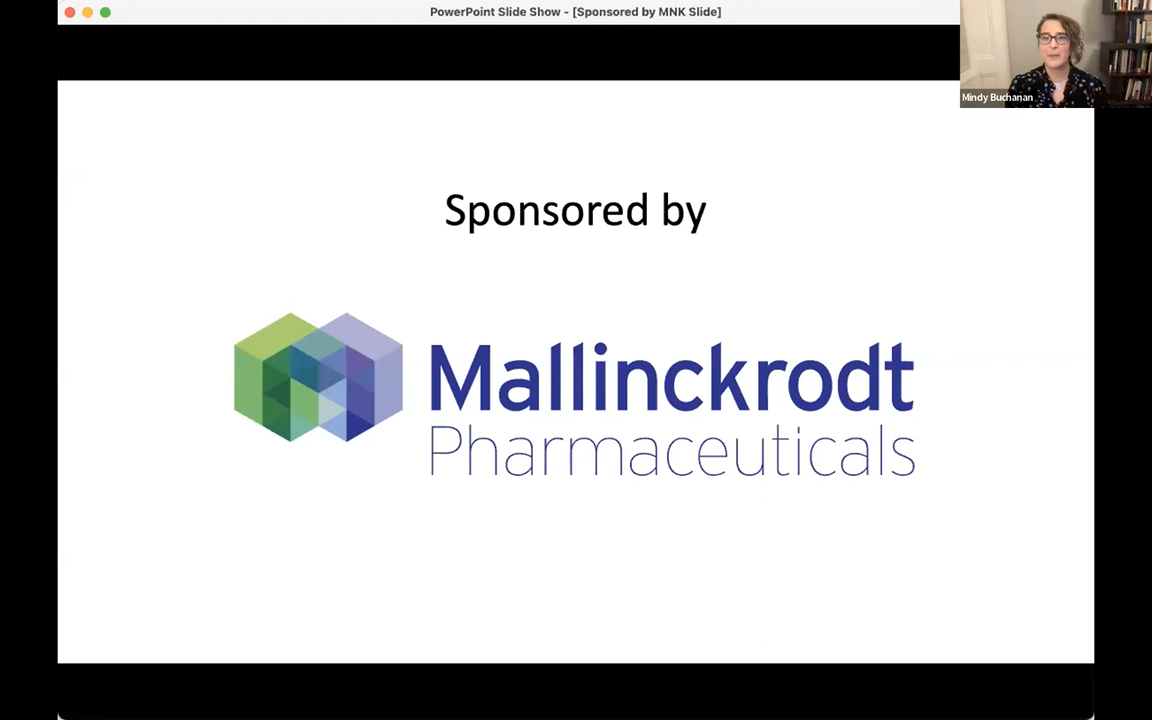 PowerPoint Slide Show - [Sponsored by MNK Slide]
Mindy Buchanan
Sponsored by
Mallinckrodt
Pharmaceuticals